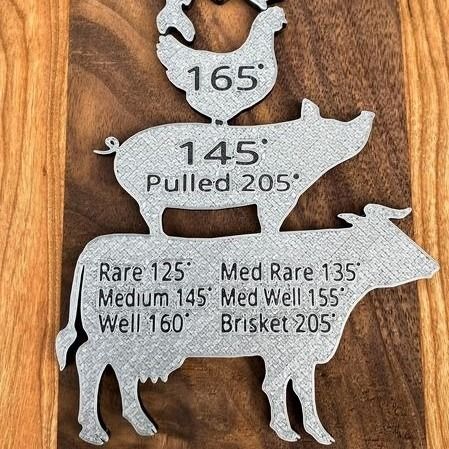 165°
145°
Pulled 205°
Rare 125° Med Rare 135°
Medium 145° Med Well 155°
Well 160° Brisket 205°